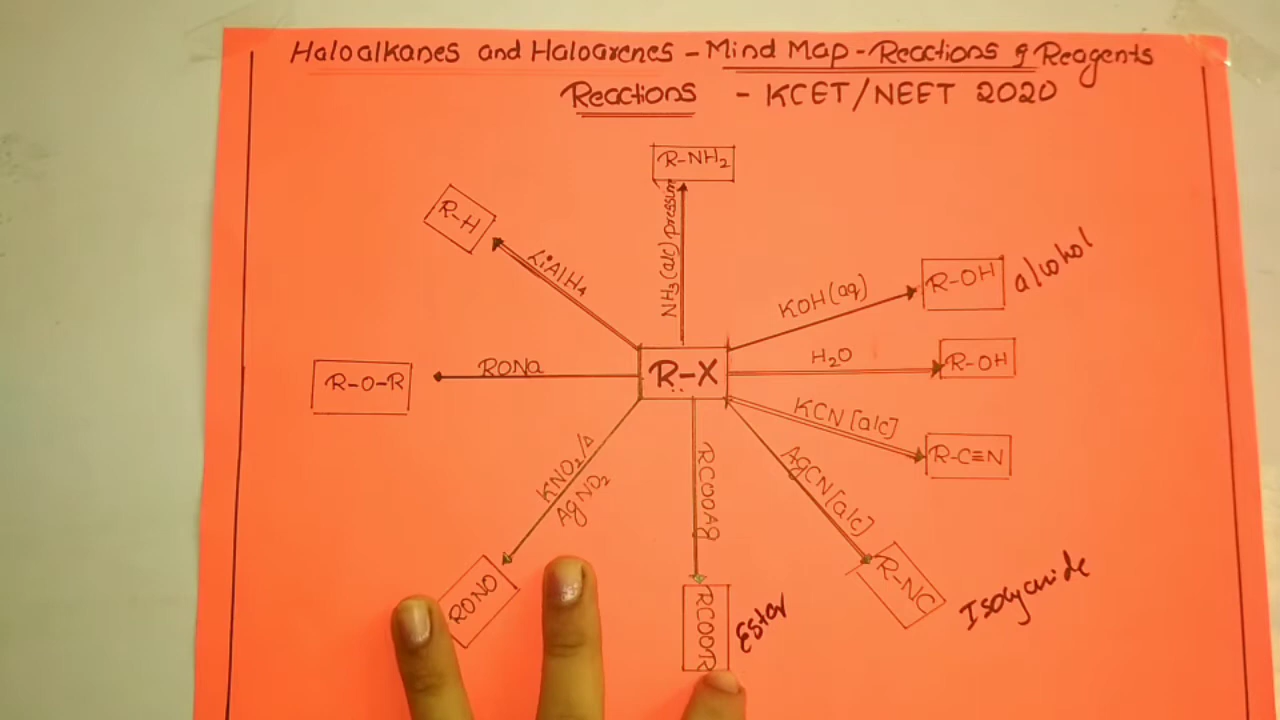 Haloalkanes and Haloarenes - Mind Map - Reactions & Reagents
Reactions - KCET/NEET 2020
R-NH₂
R-H
LiAlH₄
NH₃(alc) pressure
KOH(aq)
R-OH
alcohol
R-O-R
RONa
R-X
H₂O
R-OH
KCN [alc]
R-C≡N
KNO₂/Δ
AgNO₂
RCOOAg
AgCN[alc]
RONO
RCOOR
Ester
R-NC
Isocyanide